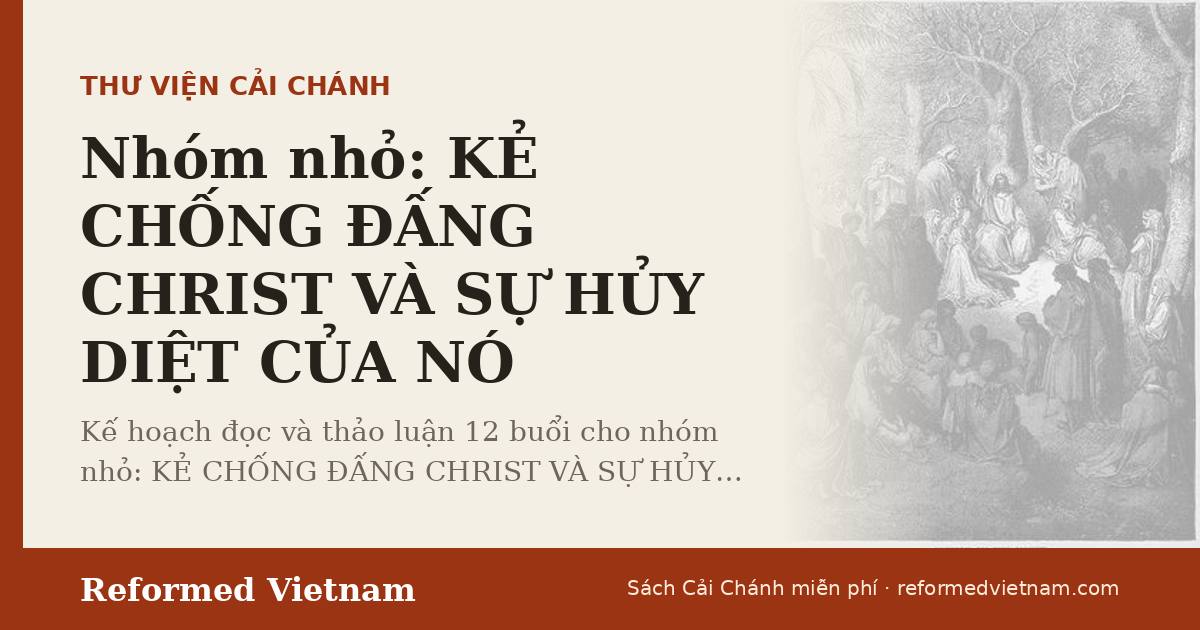 THƯ VIỆN CẢI CHÁNH
Nhóm nhỏ: KẺ
CHỐNG ĐẤNG
CHRIST VÀ SỰ HỦY
DIỆT CỦA NÓ
Kế hoạch đọc và thảo luận 12 buổi cho nhóm
nhỏ: KẺ CHỐNG ĐẤNG CHRIST VÀ SỰ HỦY…
Reformed Vietnam
Sách Cải Chánh miễn phí · reformedvietnam.com